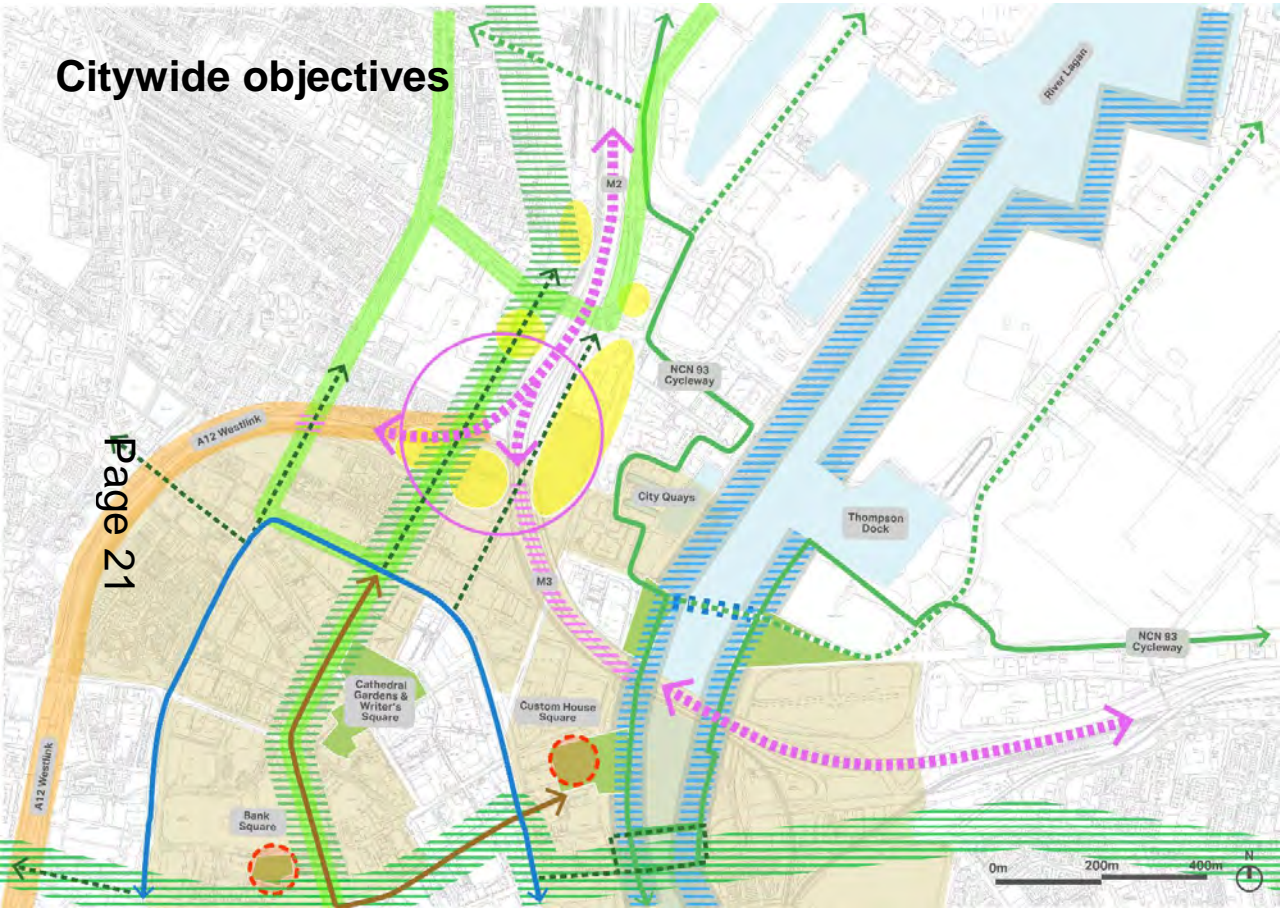 Citywide objectives
River Lagan
M2
NCN 93
Cycleway
A12 Westlink
Page 21
City Quays
Thompson
Dock
M3
NCN 93
Cycleway
Cathedral
Gardens &
Writer's
Square
Custom House
Square
A12 Westlink
Bank
Square
0m
200m
400m
N